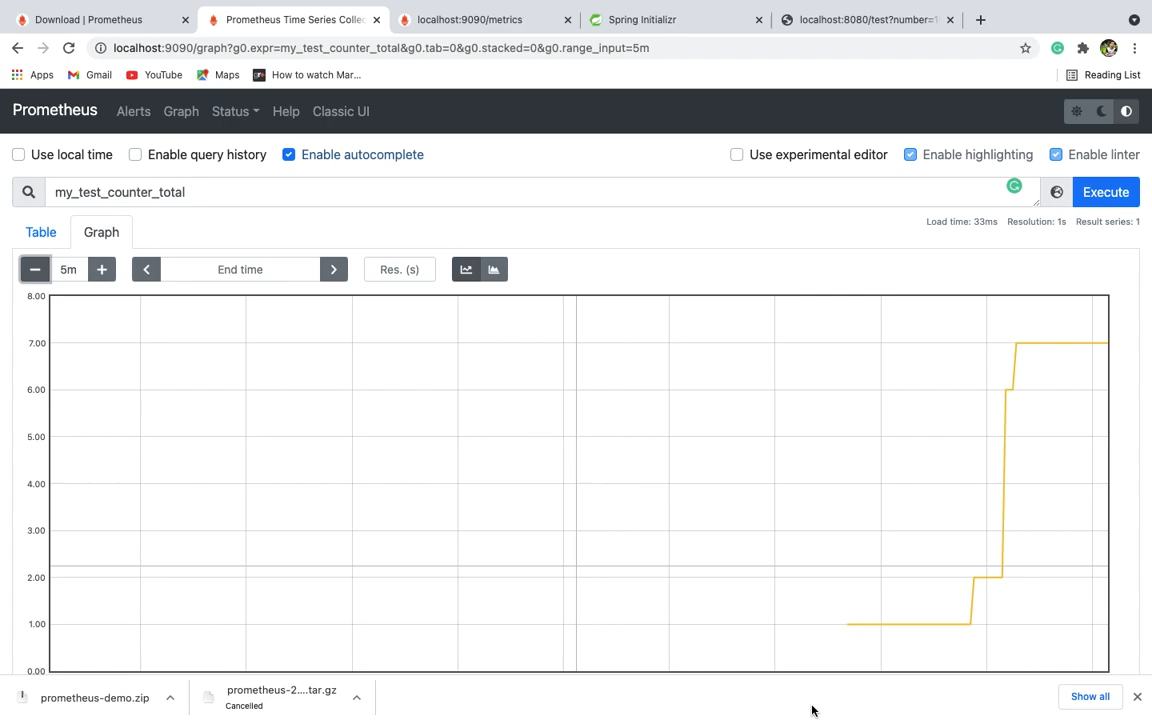 Download | Prometheus
Prometheus Time Series Collec
localhost:9090/metrics
Spring Initializr
localhost:8080/test?number=1
localhost:9090/graph?g0.expr=my_test_counter_total&g0.tab=0&g0.stacked=0&g0.range_input=5m
Apps
Gmail
YouTube
Maps
How to watch Mar...
Reading List
Prometheus
Alerts
Graph
Status
Help
Classic UI
Use local time
Enable query history
Enable autocomplete
Use experimental editor
Enable highlighting
Enable linter
my_test_counter_total
Execute
Load time: 33ms Resolution: 1s Result series: 1
Table
Graph
5m
End time
Res. (s)
8.00
7.00
6.00
5.00
4.00
3.00
2.00
1.00
0.00
prometheus-demo.zip
prometheus-2....tar.gz
Cancelled
Show all